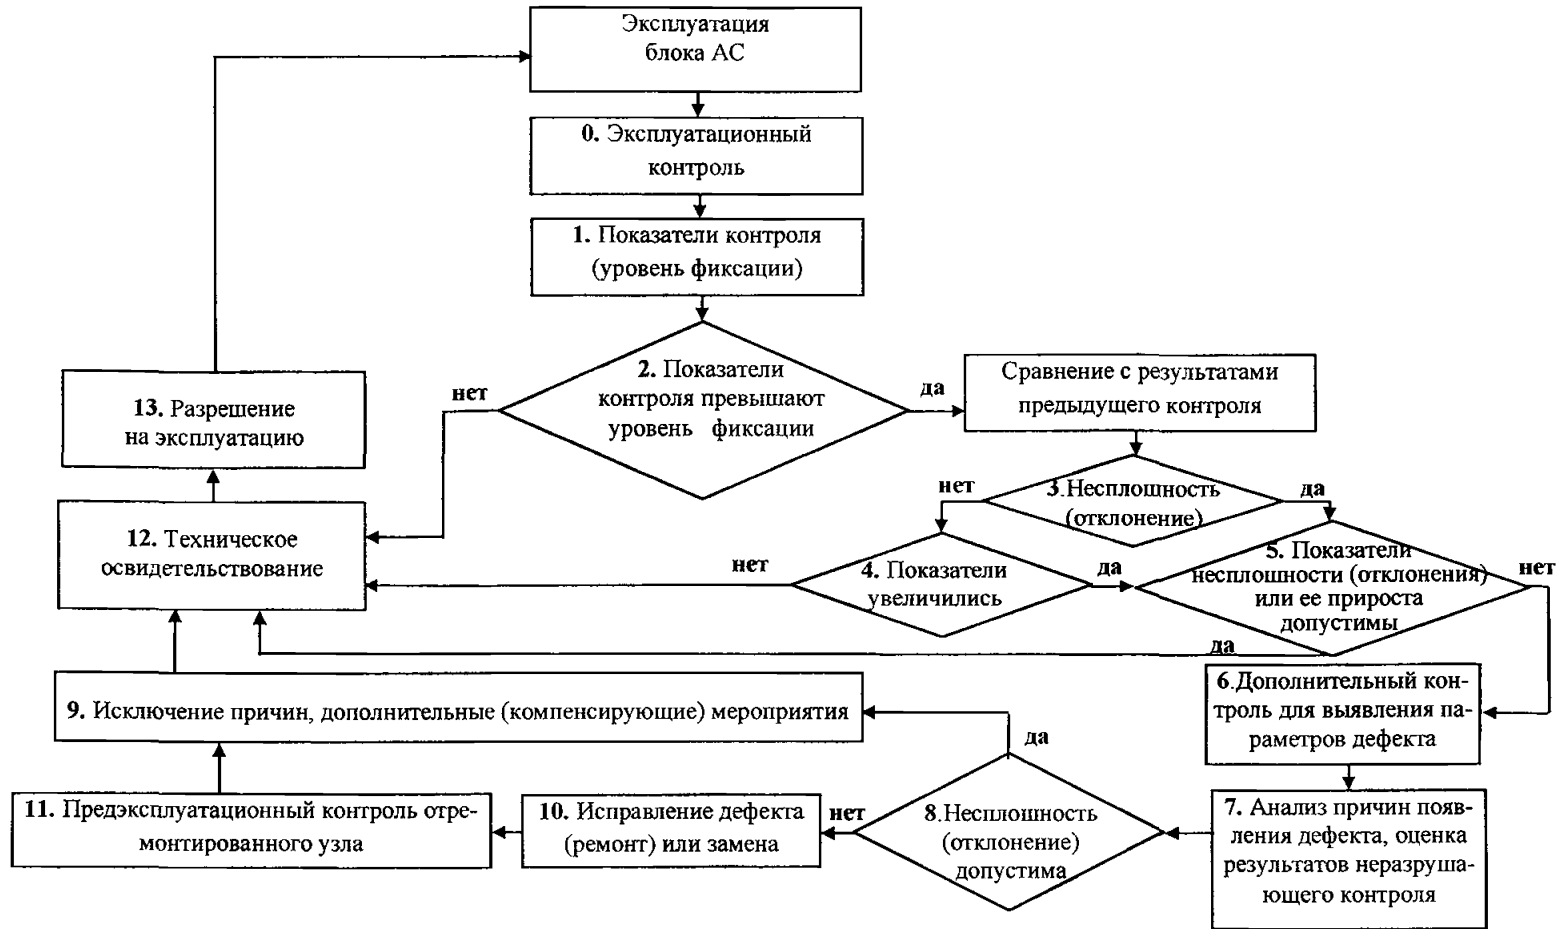 Эксплуатация
блока АС
0. Эксплуатационный
контроль
1. Показатели контроля
(уровень фиксации)
2. Показатели
контроля превышают
уровень фиксации
нет
да
Сравнение с результатами
предыдущего контроля
13. Разрешение
на эксплуатацию
3.Несплошность
(отклонение)
нет
да
12. Техническое
освидетельствование
4. Показатели
увеличились
нет
да
5. Показатели
несплошности (отклонения)
или ее прироста
допустимы
нет
да
6.Дополнительный кон-
троль для выявления па-
раметров дефекта
9. Исключение причин, дополнительные (компенсирующие) мероприятия
да
7. Анализ причин появ-
ления дефекта, оценка
результатов неразруша-
ющего контроля
8.Несплошность
(отклонение)
допустима
нет
10. Исправление дефекта
(ремонт) или замена
11. Предэксплуатационный контроль отре-
монтированного узла